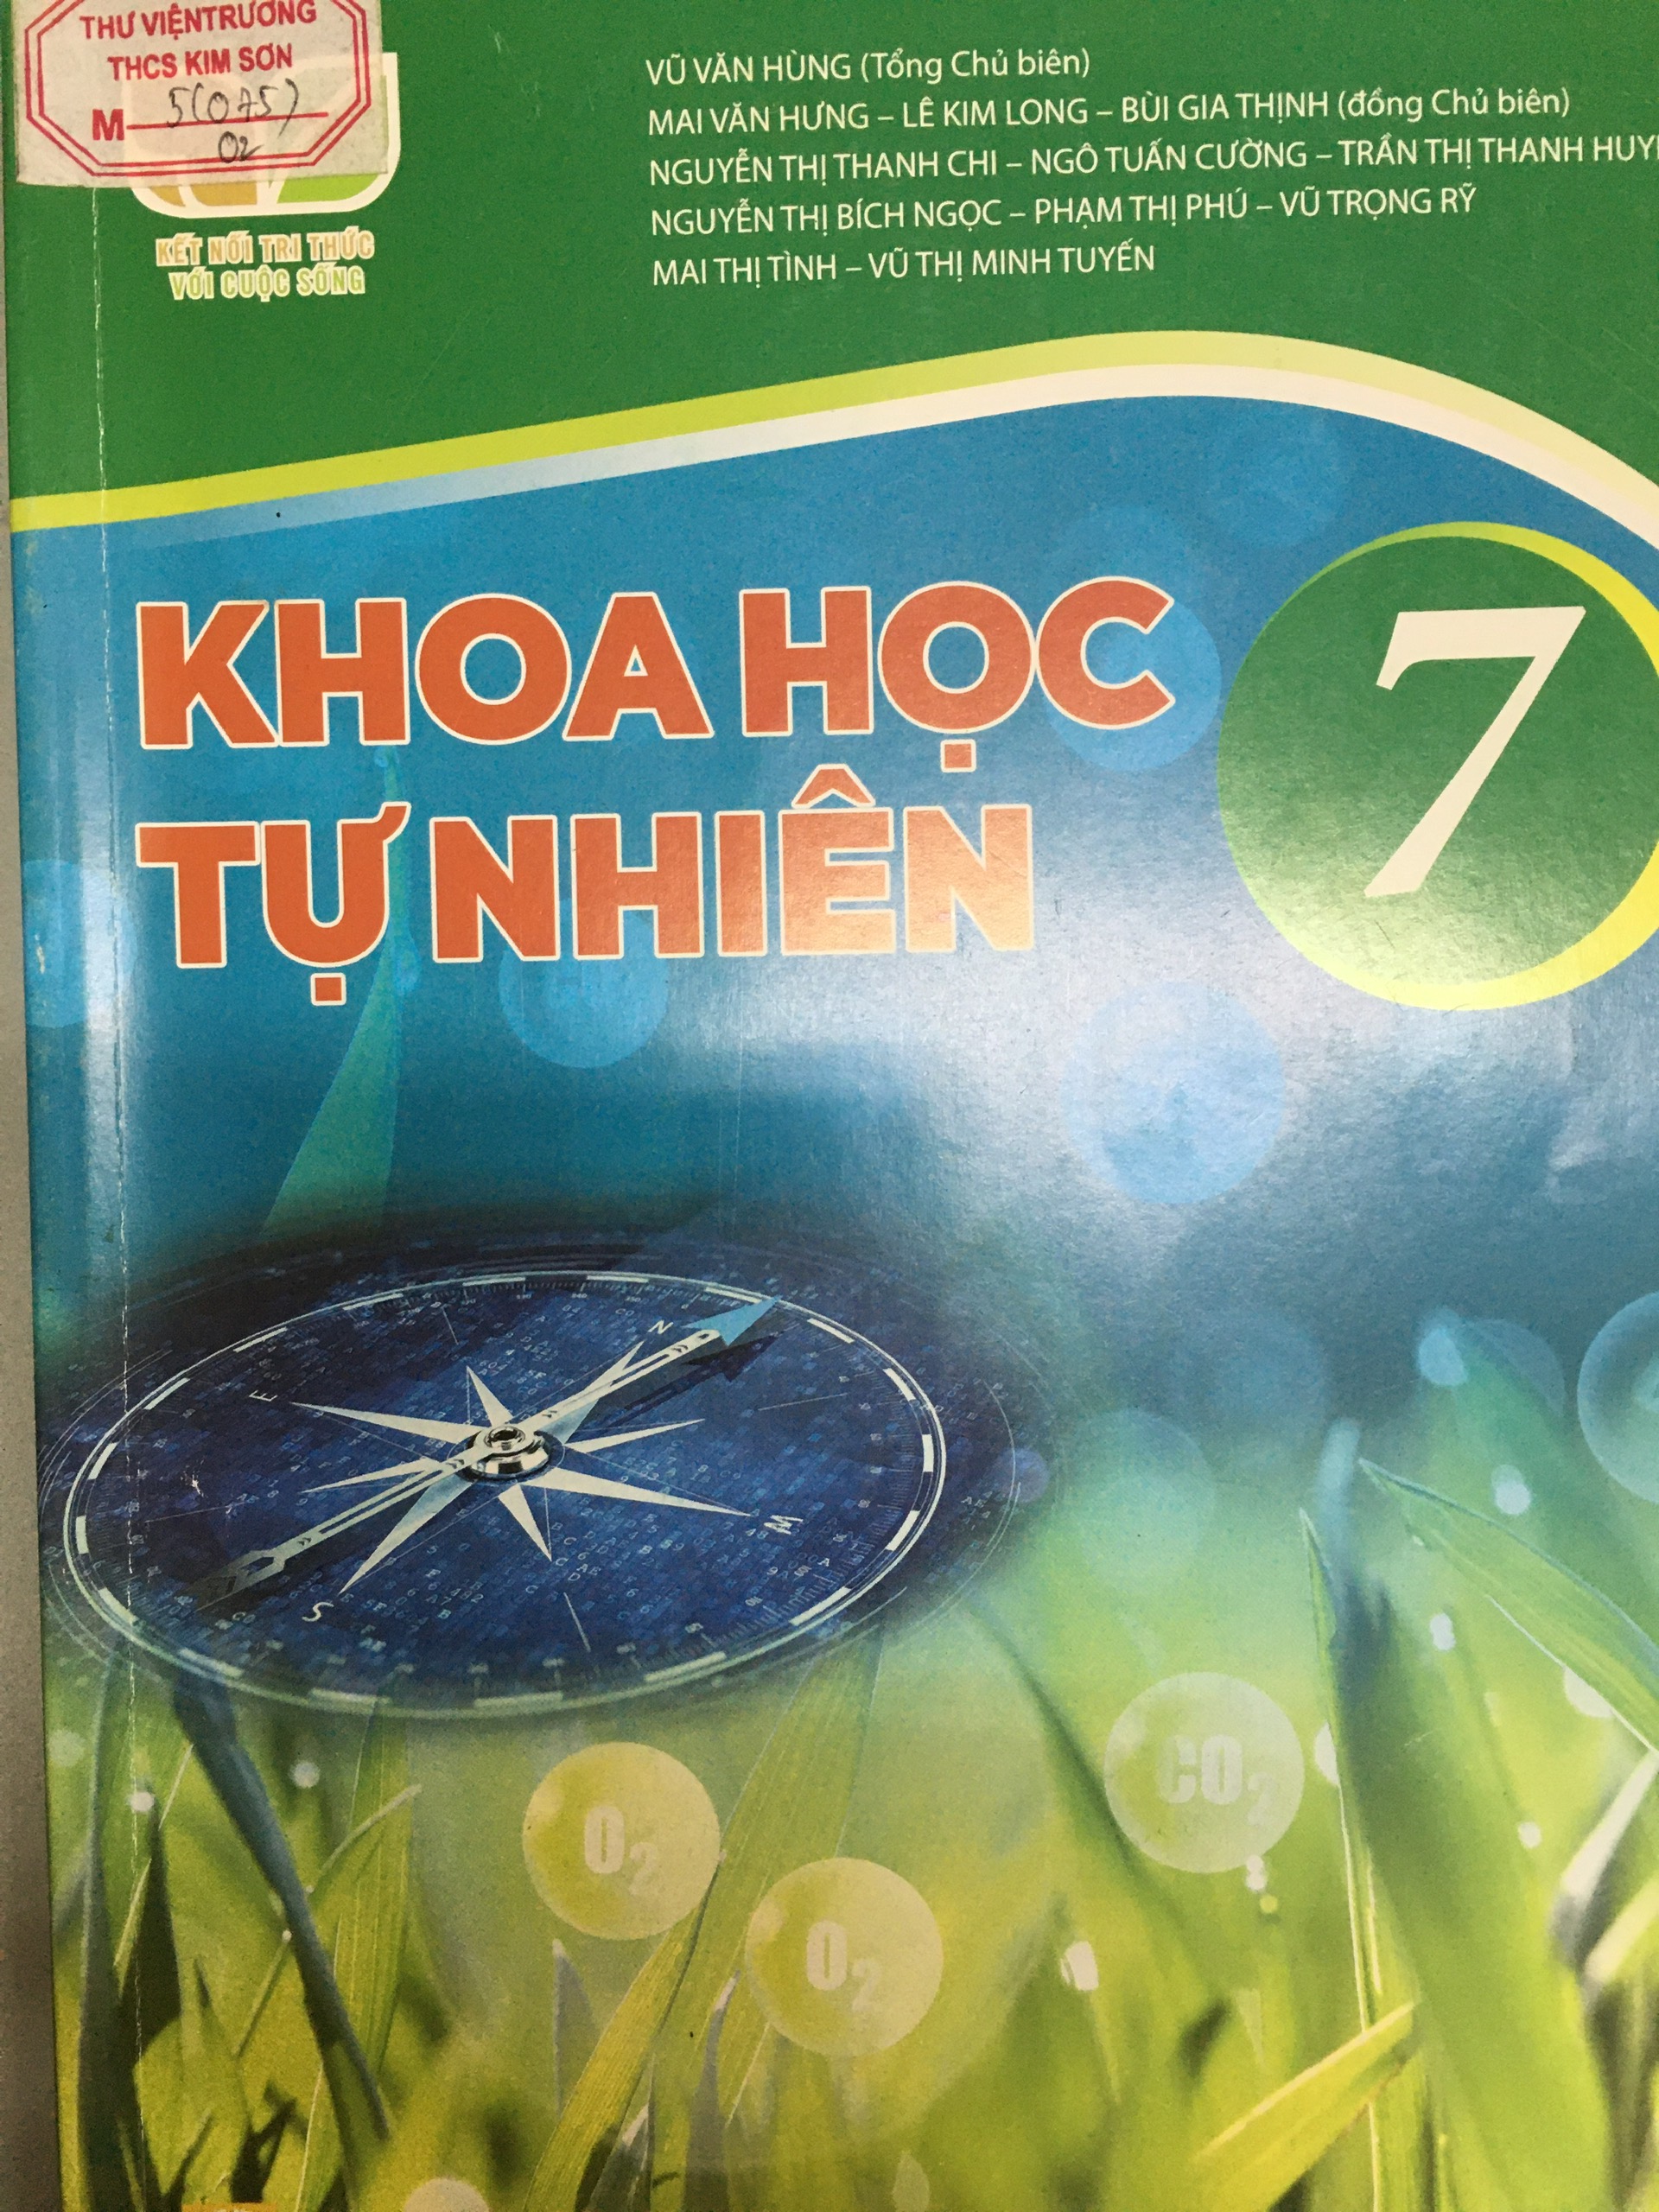 THƯ VIỆN TRƯỜNG
THCS KIM SƠN
M 5(075)
02
KẾT NỐI TRI THỨC
VỚI CUỘC SỐNG
VŨ VĂN HÙNG (Tổng Chủ biên)
MAI VĂN HƯNG – LÊ KIM LONG – BÙI GIA THỊNH (đồng Chủ biên)
NGUYỄN THỊ THANH CHI – NGÔ TUẤN CƯỜNG – TRẦN THỊ THANH
NGUYỄN THỊ BÍCH NGỌC – PHẠM THỊ PHÚ – VŨ TRỌNG RỸ
MAI THỊ TÌNH – VŨ THỊ MINH TUYẾN
KHOA HỌC
TỰ NHIÊN
7
N
E
W
S
CO2
O2
O2